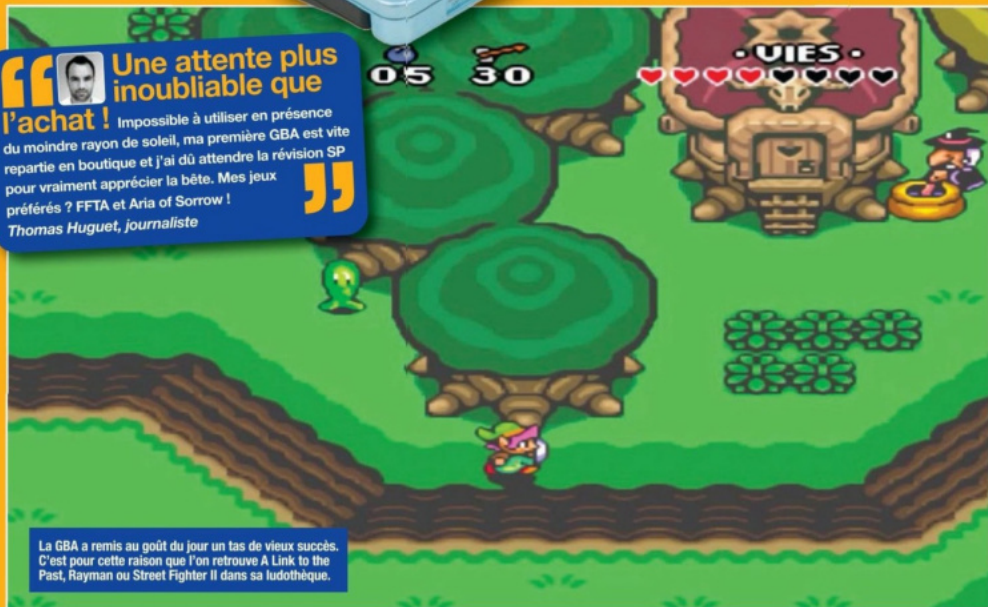 Une attente plus
inoubliable que
l'achat ! Impossible à utiliser en présence
du moindre rayon de soleil, ma première GBA est vite
repartie en boutique et j'ai dû attendre la révision SP
pour vraiment apprécier la bête. Mes jeux
préférés ? FFTA et Aria of Sorrow !
Thomas Huguet, journaliste
05 30
• VIES •
La GBA a remis au goût du jour un tas de vieux succès.
C'est pour cette raison que l'on retrouve A Link to the
Past, Rayman ou Street Fighter II dans sa ludothèque.